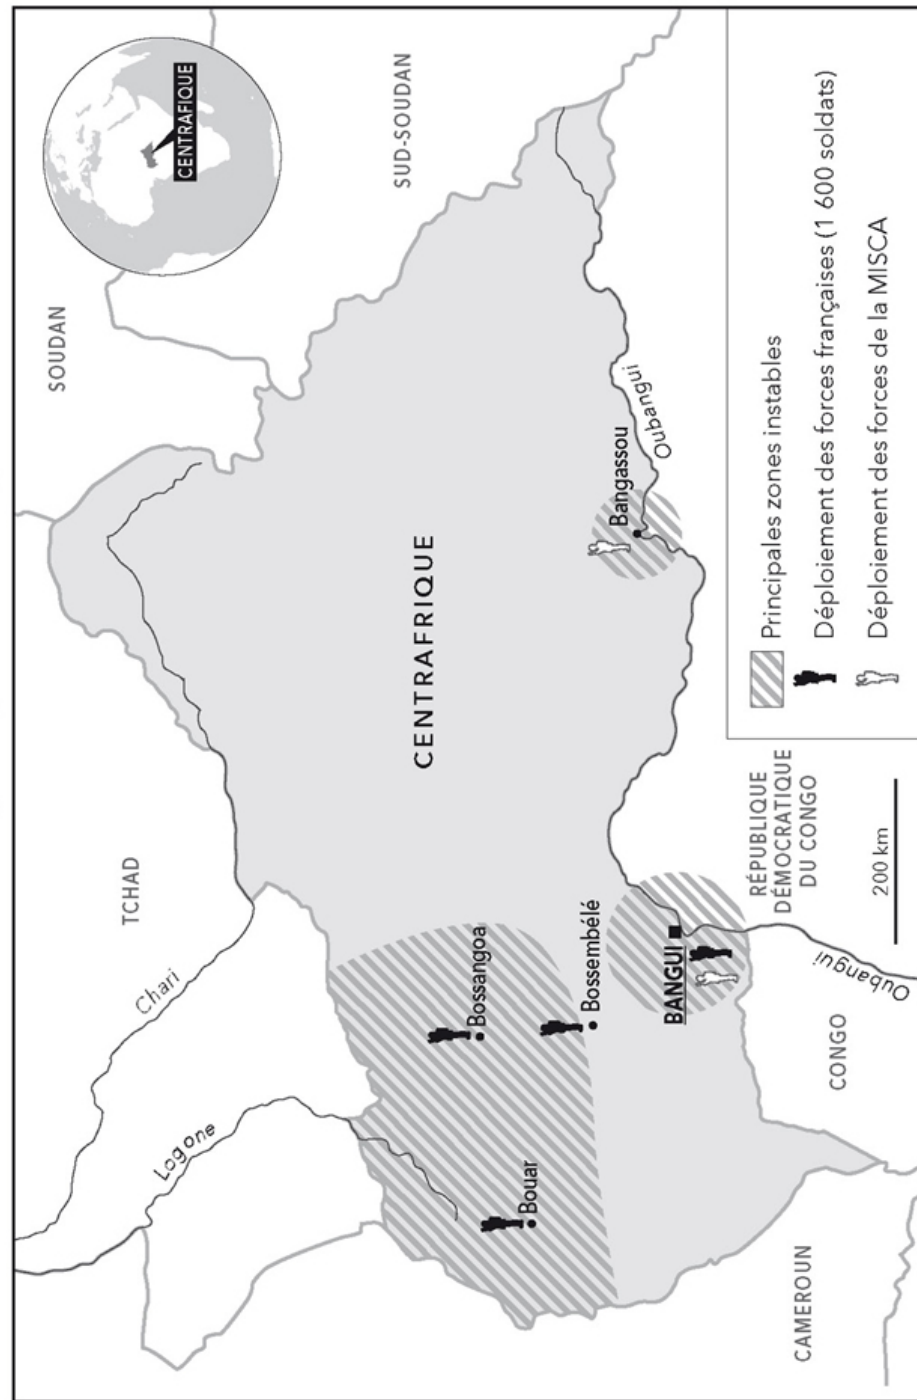 SOUDAN
CENTRAFIQUE
TCHAD
SUD-SOUDAN
Chari
Logone
CENTRAFRIQUE
Bossangoa
Bouar
Bossembélé
Bangassou
Oubangui
BANGUI
CAMEROUN
CONGO
Oubangui
RÉPUBLIQUE
DÉMOCRATIQUE
DU CONGO
200 km
Principales zones instables
Déploiement des forces françaises (1 600 soldats)
Déploiement des forces de la MISCA